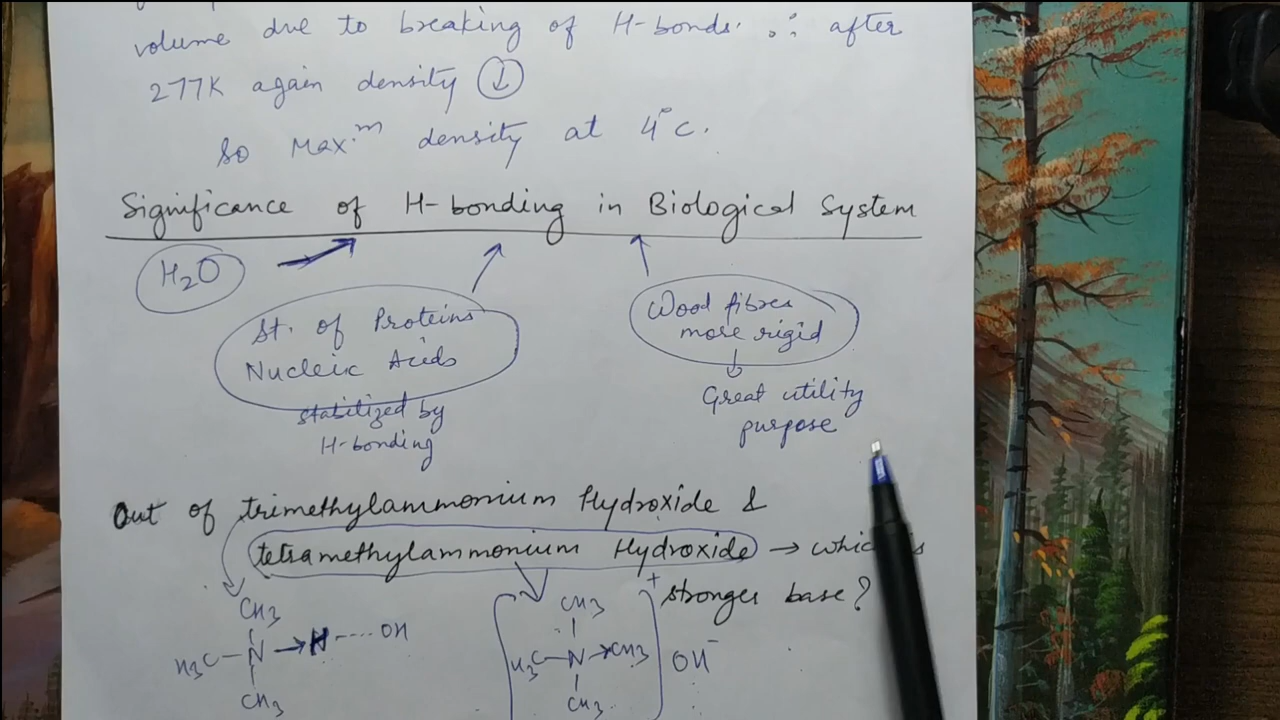 volume due to breaking of H-bonds. ∴ after
277K again density ↓
So Max.m density at 4°c.
Significance of H-bonding in Biological System
H2O
St. of Proteins
Nucleic Acids
stabilized by
H-bonding
Wood fibres
more rigid
Great utility
purpose
Out of trimethylammonium Hydroxide &
tetramethylammonium Hydroxide → which is
stronger base?
CH3
H3C-N→H----OH
CH3
[CH3
H3C-N→CH3]+ OH-
CH3